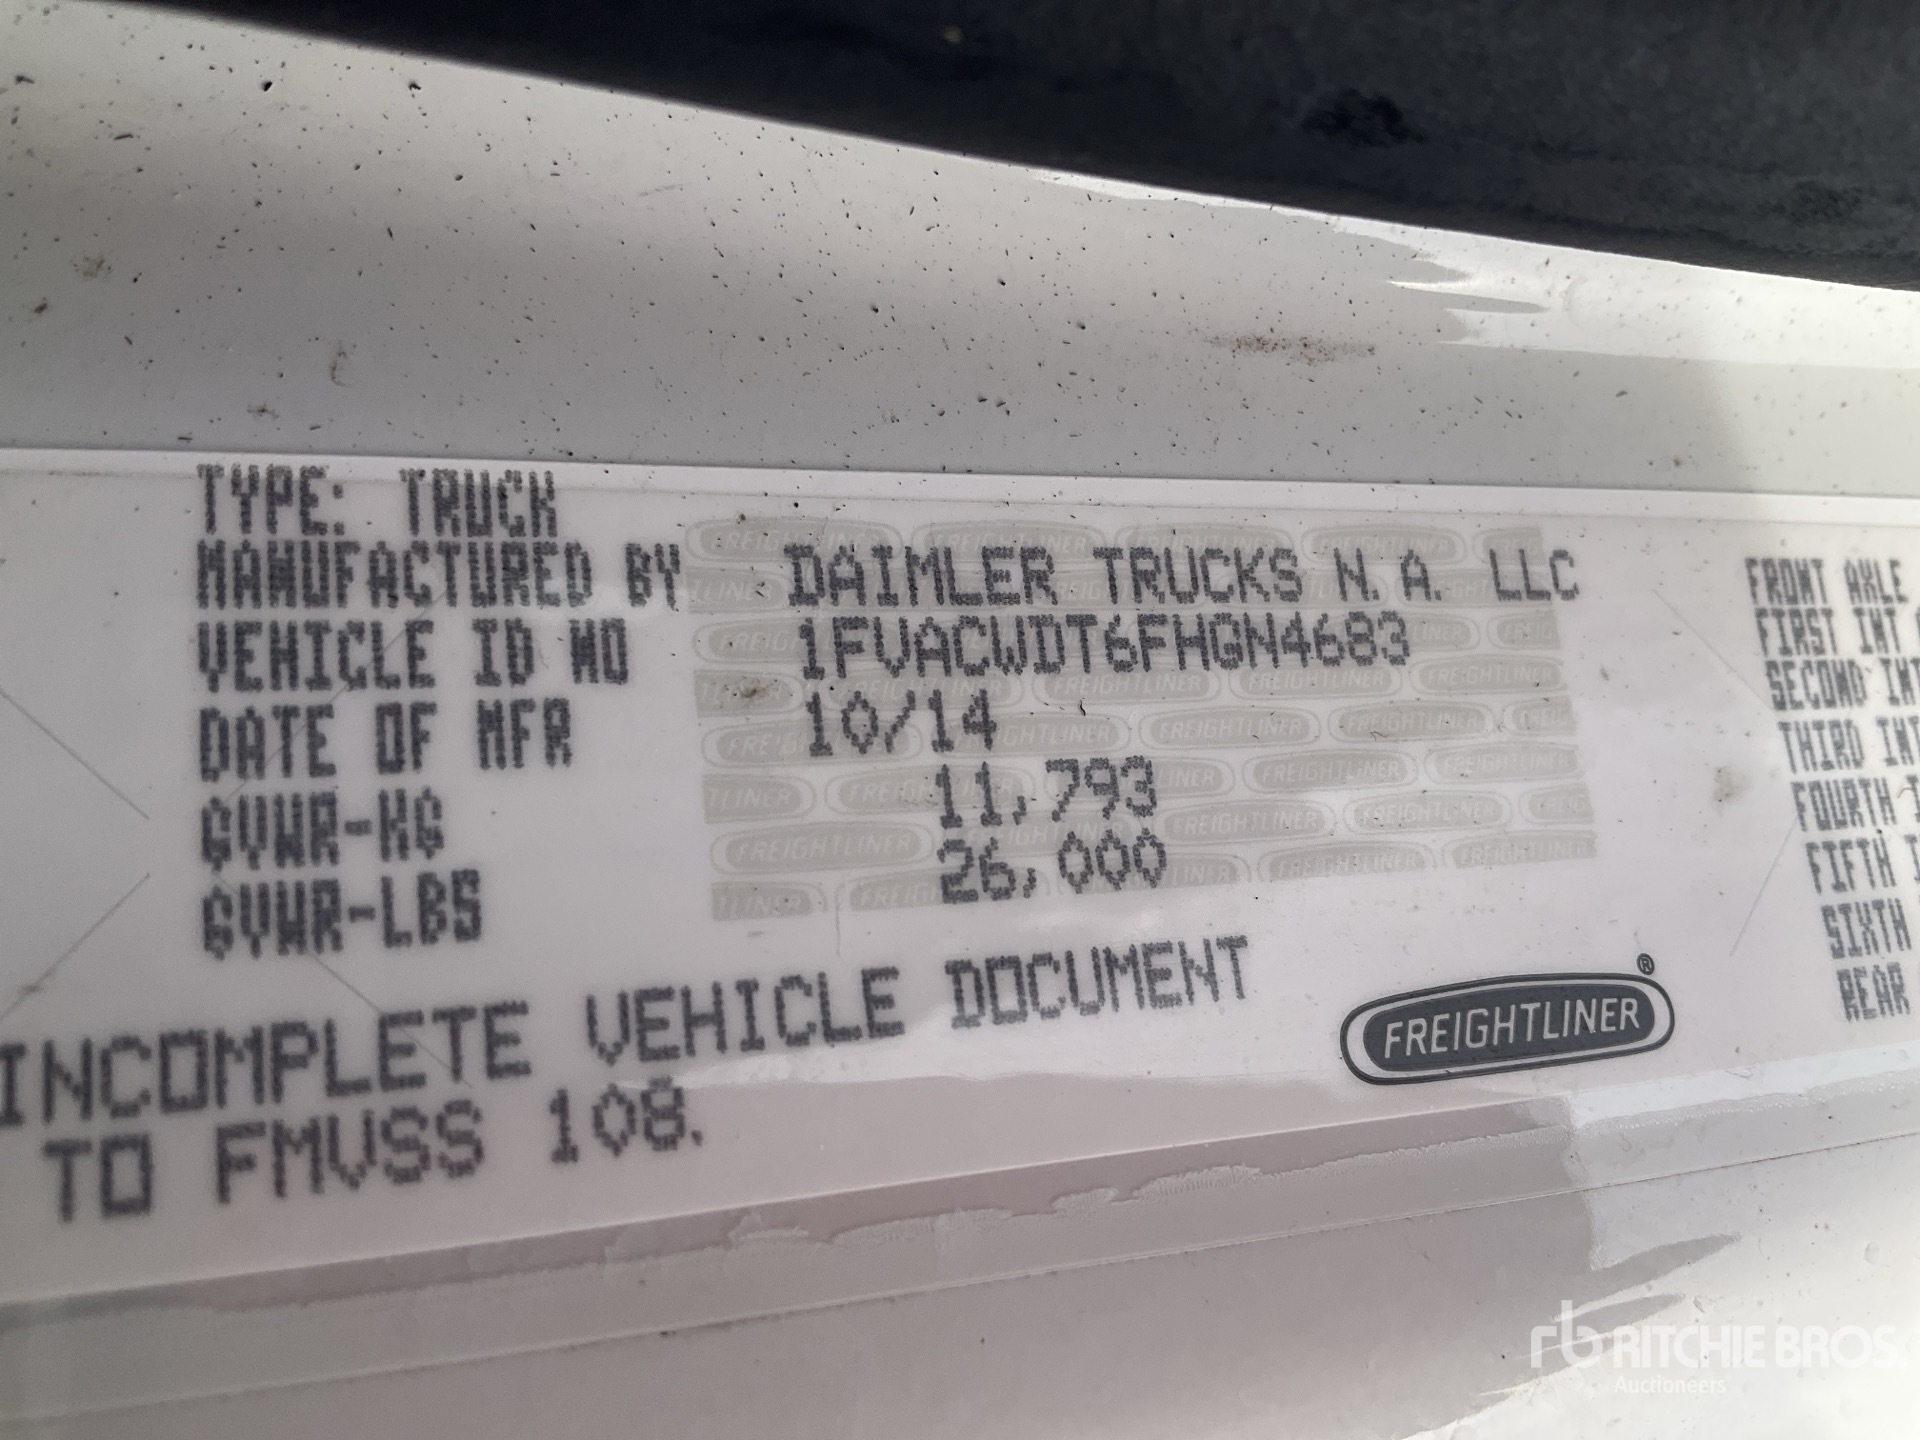 TYPE: TRUCK
MANUFACTURED BY DAIMLER TRUCKS N.A. LLC
VEHICLE ID NO 1FVACWDT6FHGN4683
DATE OF MFR 10/14
GVWR-KG 11,793
GVWR-LBS 26,000
INCOMPLETE VEHICLE DOCUMENT
TO FMVSS 108.
FREIGHTLINER®
FRONT AXLE
FIRST INT
SECOND INT
THIRD INT
FOURTH I
FIFTH I
SIXTH
REAR
rb RITCHIE BROS.
Auctioneers